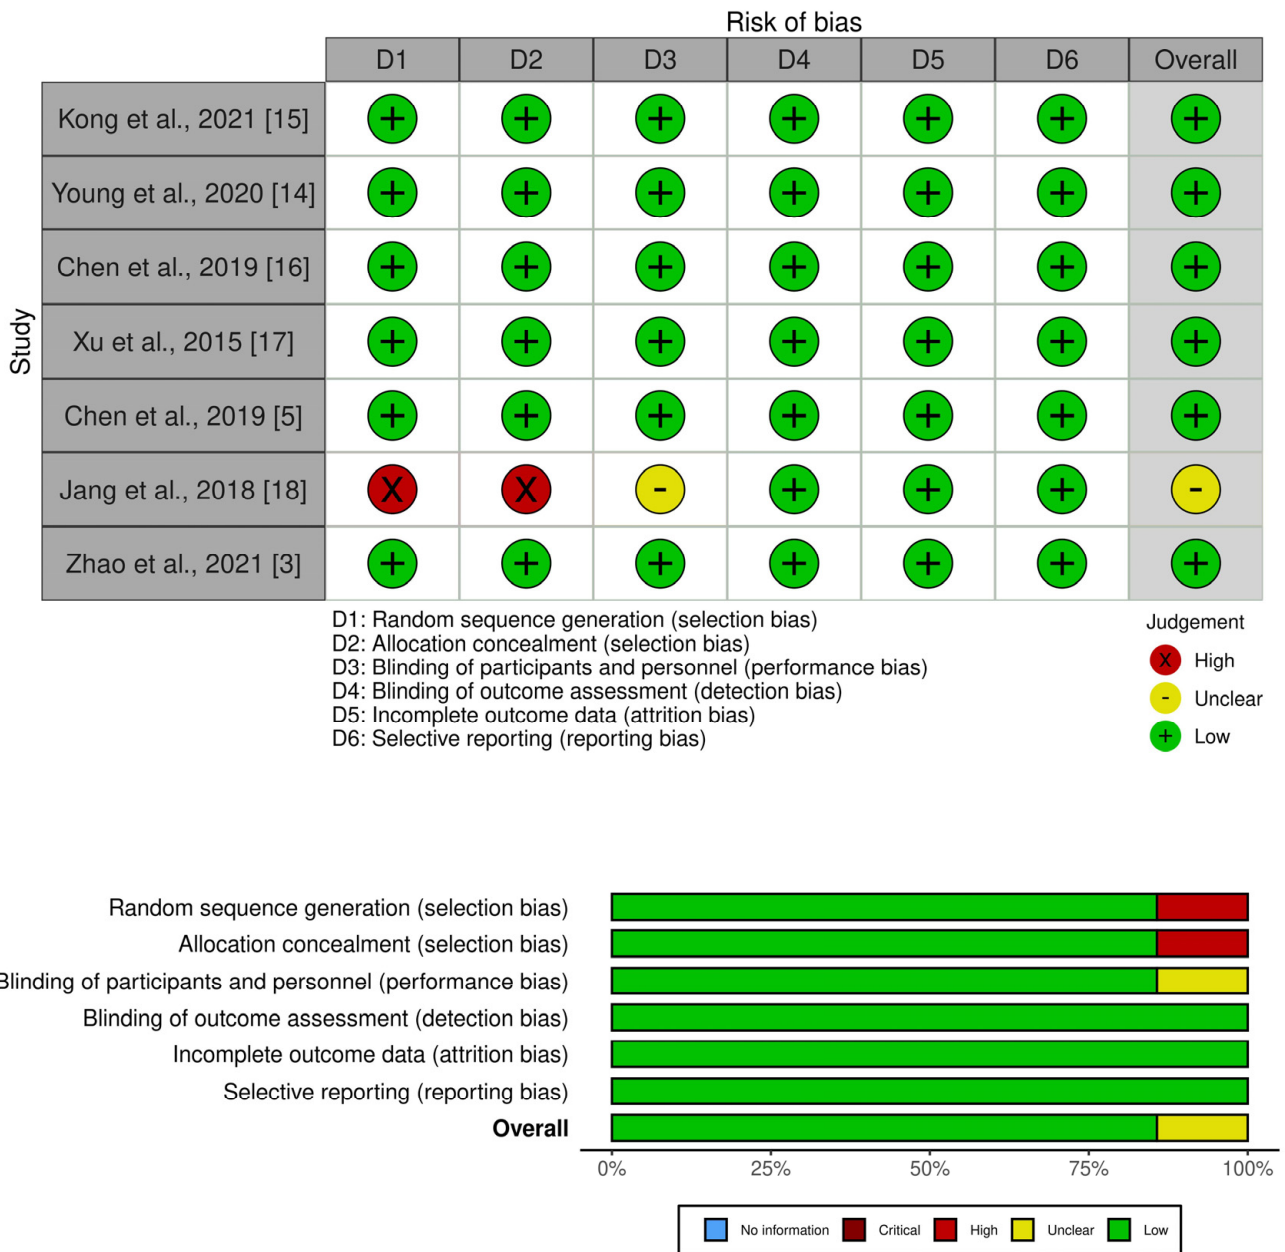 Risk of bias
D1 D2 D3 D4 D5 D6 Overall
Study
Kong et al., 2021 [15] + + + + + + +
Young et al., 2020 [14] + + + + + + +
Chen et al., 2019 [16] + + + + + + +
Xu et al., 2015 [17] + + + + + + +
Chen et al., 2019 [5] + + + + + + +
Jang et al., 2018 [18] X X - + + + -
Zhao et al., 2021 [3] + + + + + + +
D1: Random sequence generation (selection bias)
D2: Allocation concealment (selection bias)
D3: Blinding of participants and personnel (performance bias)
D4: Blinding of outcome assessment (detection bias)
D5: Incomplete outcome data (attrition bias)
D6: Selective reporting (reporting bias)
Judgement
X High
- Unclear
+ Low
Random sequence generation (selection bias)
Allocation concealment (selection bias)
Blinding of participants and personnel (performance bias)
Blinding of outcome assessment (detection bias)
Incomplete outcome data (attrition bias)
Selective reporting (reporting bias)
Overall
0% 25% 50% 75% 100%
No information Critical High Unclear Low